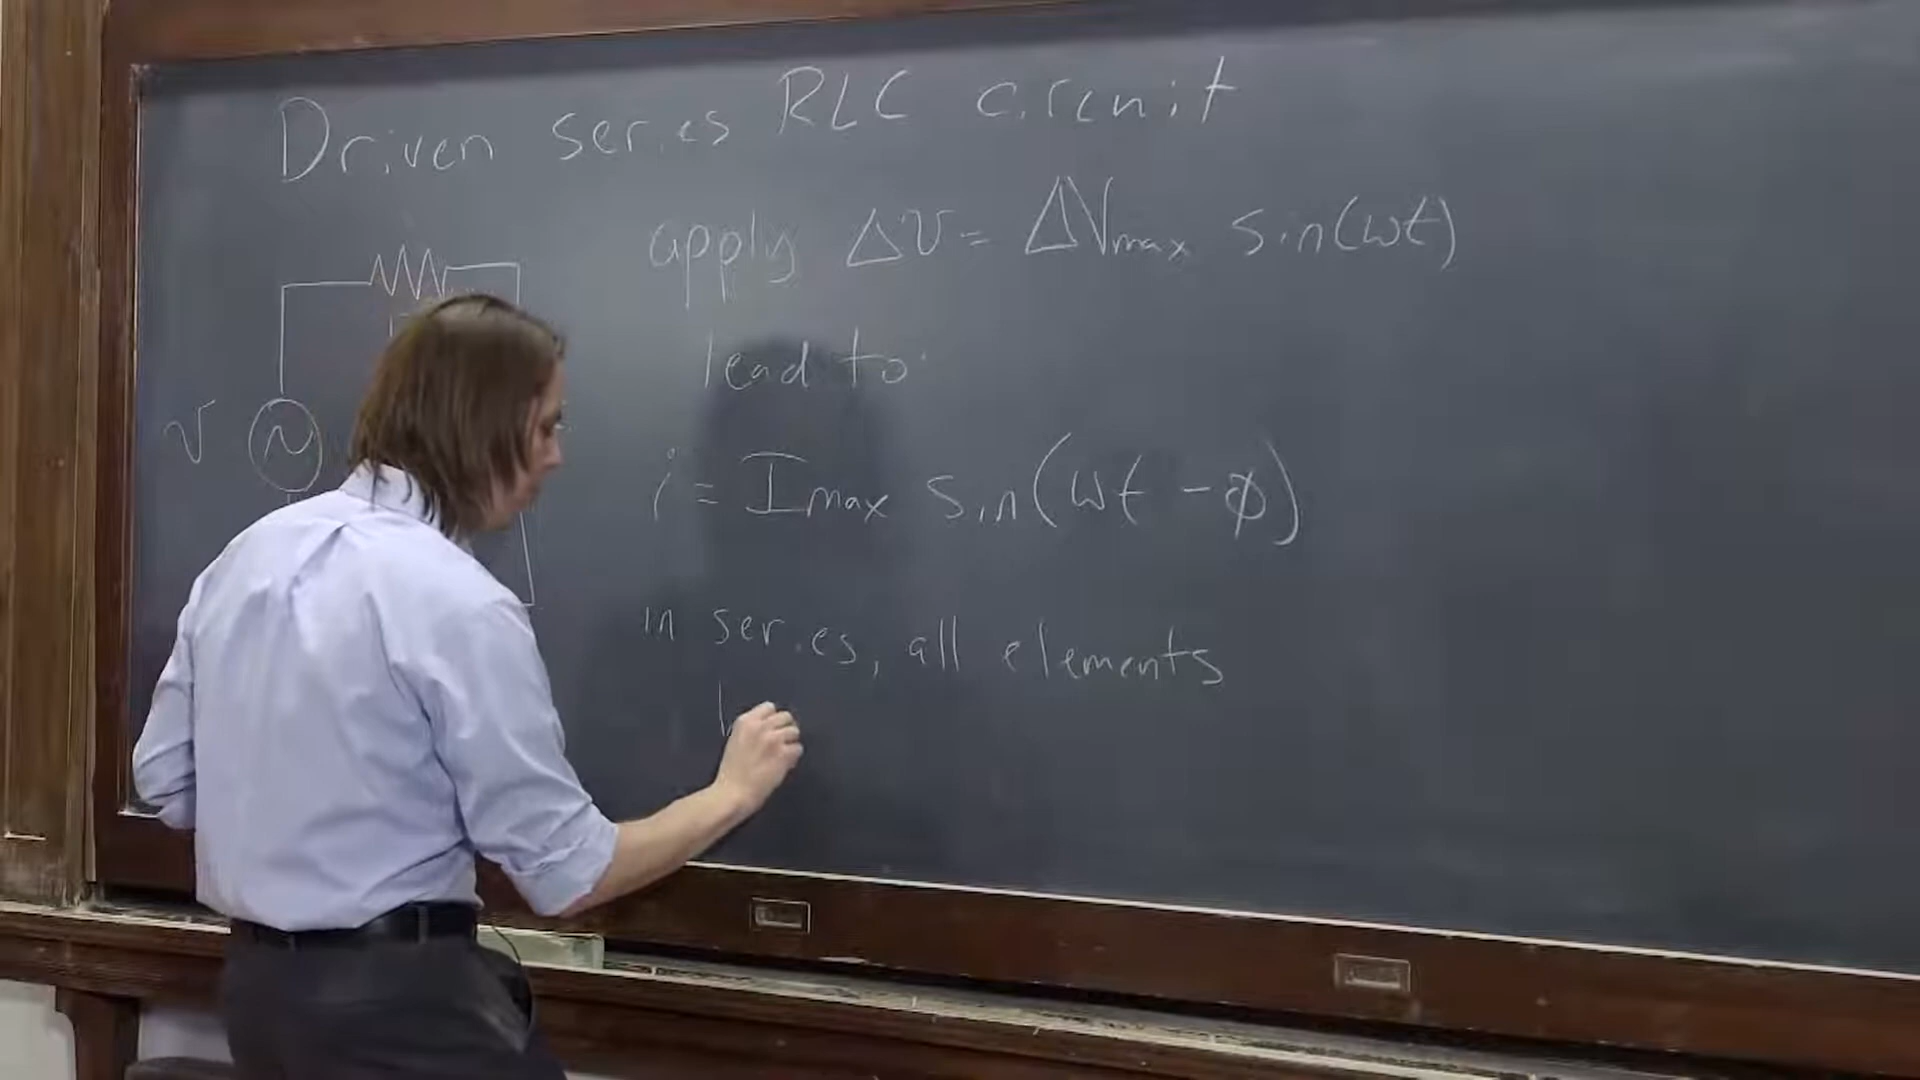 Driven series RLC circuit
apply Δv = ΔVmax sin(ωt)
lead to:
v
i = Imax sin(ωt - φ)
in series, all elements